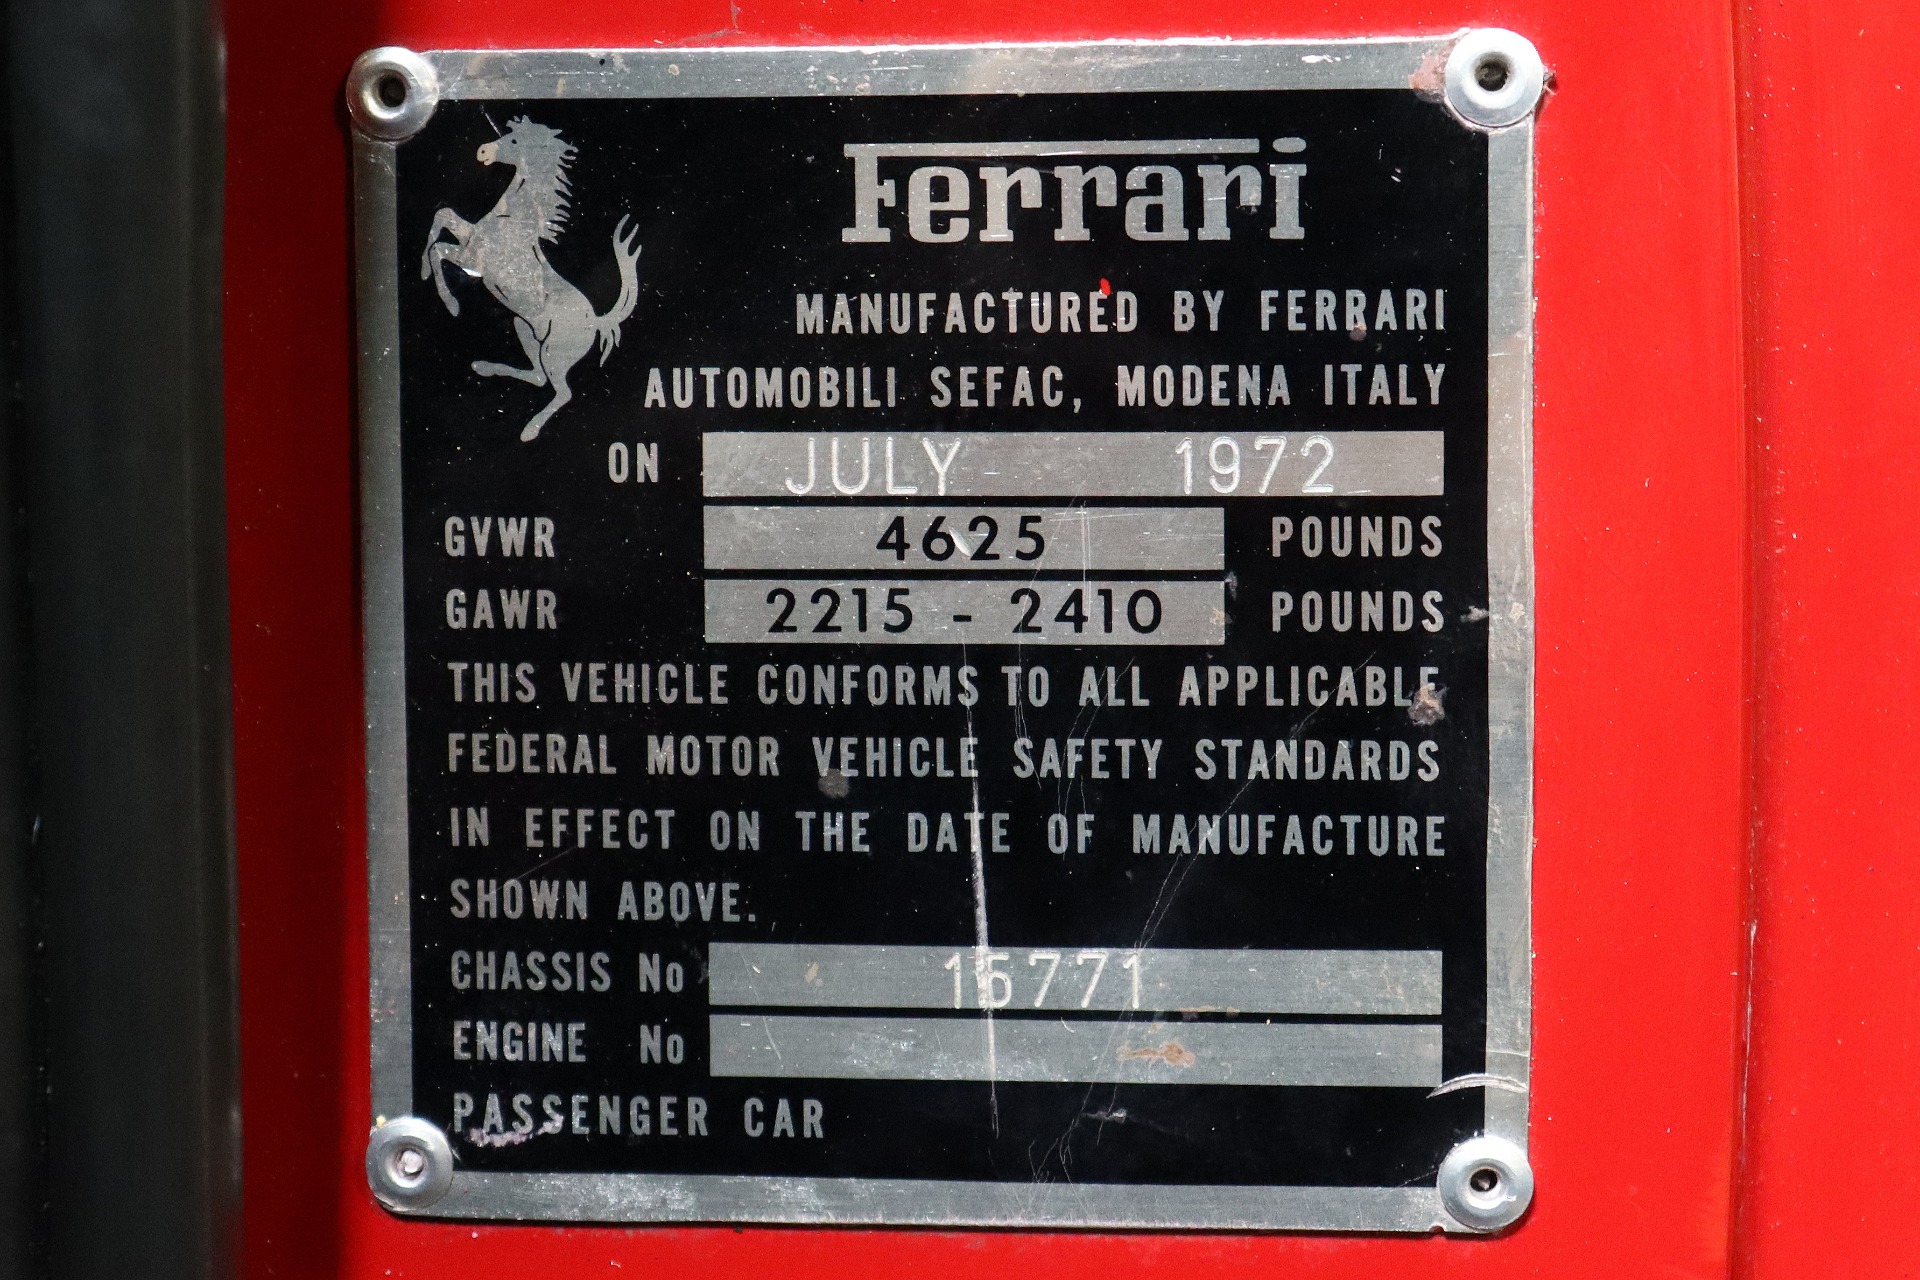 Ferrari
MANUFACTURED BY FERRARI
AUTOMOBILI SEFAC, MODENA ITALY
ON JULY 1972
GVWR 4625 POUNDS
GAWR 2215 - 2410 POUNDS
THIS VEHICLE CONFORMS TO ALL APPLICABLE
FEDERAL MOTOR VEHICLE SAFETY STANDARDS
IN EFFECT ON THE DATE OF MANUFACTURE
SHOWN ABOVE.
CHASSIS No 15771
ENGINE No
PASSENGER CAR